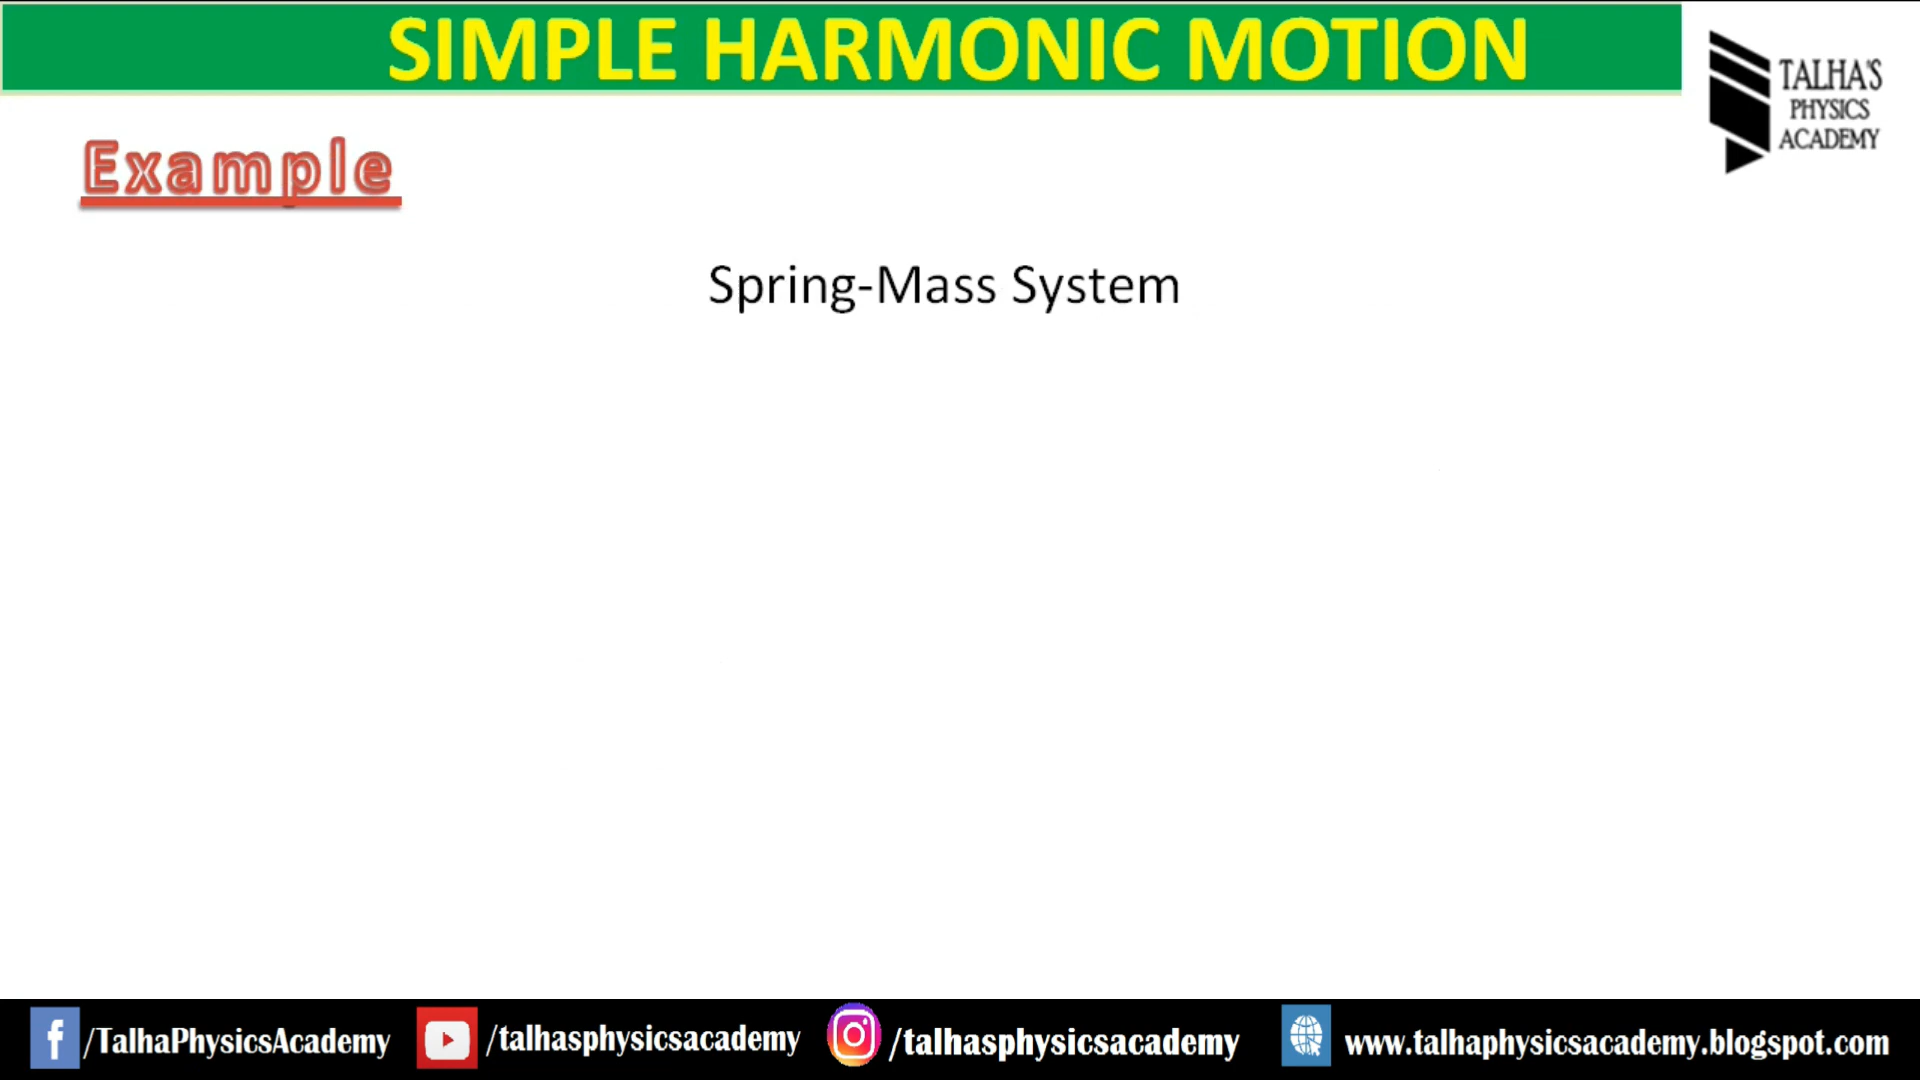 SIMPLE HARMONIC MOTION
TALHA'S
PHYSICS
ACADEMY
Example
Spring-Mass System
/TalhaPhysicsAcademy
/talhasphysicsacademy
/talhasphysicsacademy
www.talhaphysicsacademy.blogspot.com